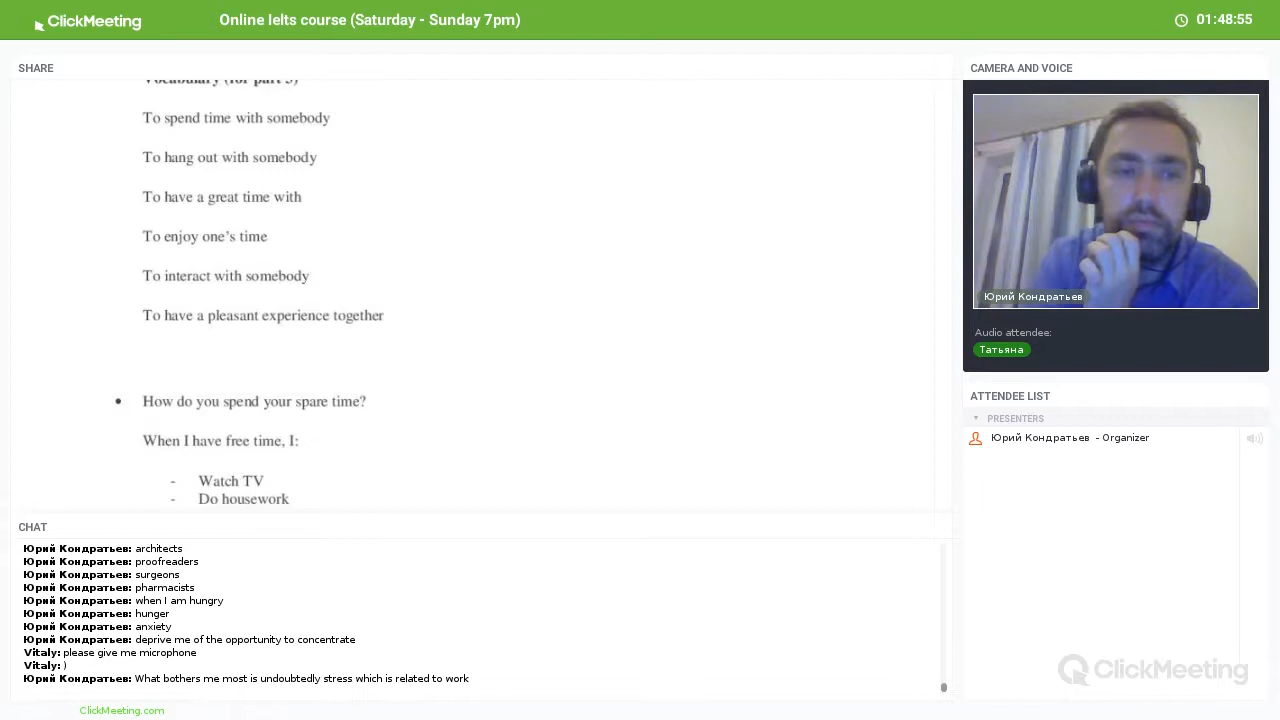 ClickMeeting
Online Ielts course (Saturday - Sunday 7pm)
01:48:55
SHARE
Vocabulary (for part 3)
To spend time with somebody
To hang out with somebody
To have a great time with
To enjoy one's time
To interact with somebody
To have a pleasant experience together
• How do you spend your spare time?
When I have free time, I:
- Watch TV
- Do housework
CHAT
Юрий Кондратьев: architects
Юрий Кондратьев: proofreaders
Юрий Кондратьев: surgeons
Юрий Кондратьев: pharmacists
Юрий Кондратьев: when I am hungry
Юрий Кондратьев: hunger
Юрий Кондратьев: anxiety
Юрий Кондратьев: deprive me of the opportunity to concentrate
Vitaly: please give me microphone
Vitaly: )
Юрий Кондратьев: What bothers me most is undoubtedly stress which is related to work
ClickMeeting.com
CAMERA AND VOICE
Юрий Кондратьев
Audio attendee:
Татьяна
ATTENDEE LIST
PRESENTERS
Юрий Кондратьев - Organizer
ClickMeeting